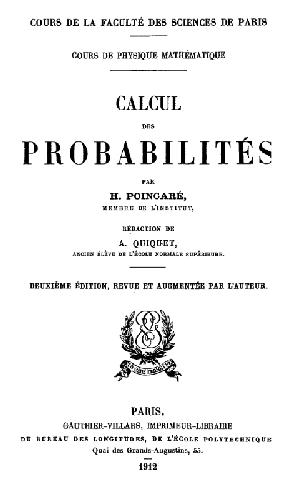 COURS DE LA FACULTÉ DES SCIENCES DE PARIS
COURS DE PHYSIQUE MATHÉMATIQUE
CALCUL
DES
PROBABILITÉS
PAR
H. POINCARÉ,
MEMBRE DE L'INSTITUT,
RÉDACTION DE
A. QUIQUET,
ANCIEN ÉLÈVE DE L'ÉCOLE NORMALE SUPÉRIEURE.
DEUXIÈME ÉDITION, REVUE ET AUGMENTÉE PAR L'AUTEUR.
PARIS,
GAUTHIER-VILLARS, IMPRIMEUR-LIBRAIRE
DU BUREAU DES LONGITUDES, DE L'ÉCOLE POLYTECHNIQUE
Quai des Grands-Augustins, 55.
1912